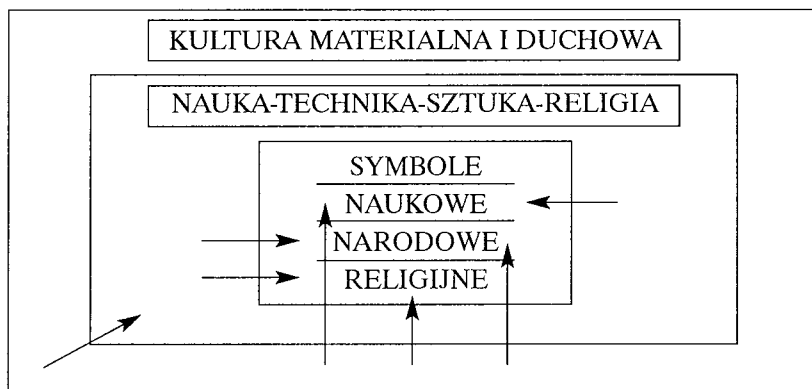 KULTURA MATERIALNA I DUCHOWA
NAUKA-TECHNIKA-SZTUKA-RELIGIA
SYMBOLE
NAUKOWE
NARODOWE
RELIGIJNE